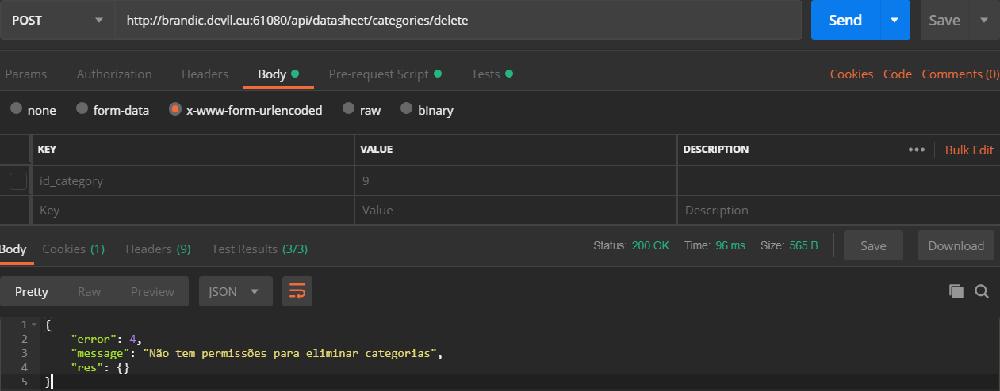 POST http://brandic.devll.eu:61080/api/datasheet/categories/delete Send Save
Params Authorization Headers Body Pre-request Script Tests Cookies Code Comments (0)
none form-data x-www-form-urlencoded raw binary
KEY VALUE DESCRIPTION ••• Bulk Edit
id_category 9
Key Value Description
Body Cookies (1) Headers (9) Test Results (3/3) Status: 200 OK Time: 96 ms Size: 565 B Save Download
Pretty Raw Preview JSON
1 {
2 "error": 4,
3 "message": "Não tem permissões para eliminar categorias",
4 "res": {}
5 }